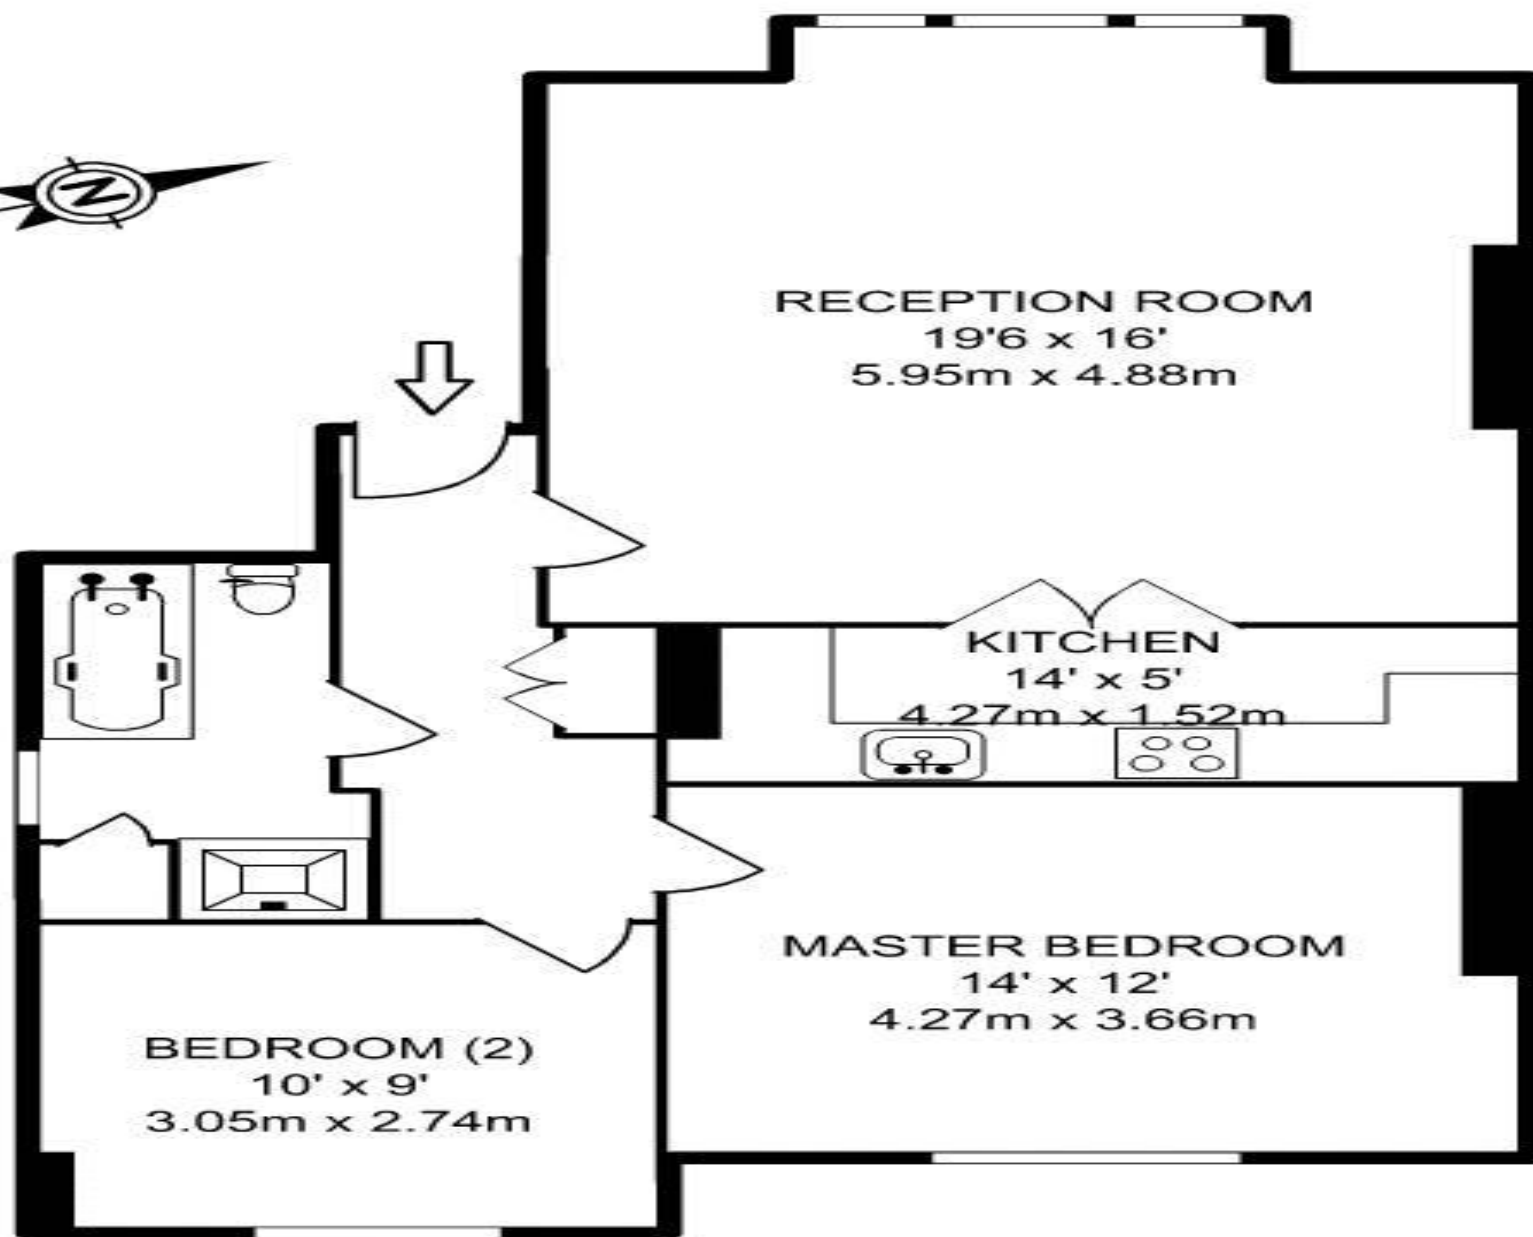 N
RECEPTION ROOM
19'6 x 16'
5.95m x 4.88m
KITCHEN
14' x 5'
4.27m x 1.52m
MASTER BEDROOM
14' x 12'
4.27m x 3.66m
BEDROOM (2)
10' x 9'
3.05m x 2.74m